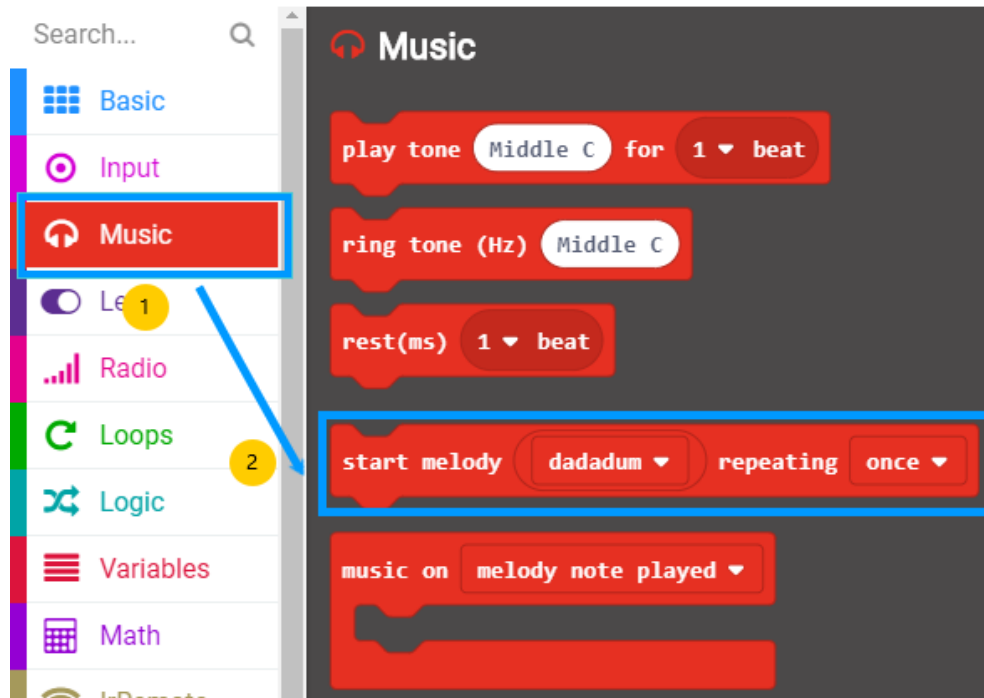 Search...
Basic
Input
Music
1
Radio
Loops
2
Logic
Variables
Math
Music
play tone Middle C for 1 beat
ring tone (Hz) Middle C
rest(ms) 1 beat
start melody dadadum repeating once
music on melody note played